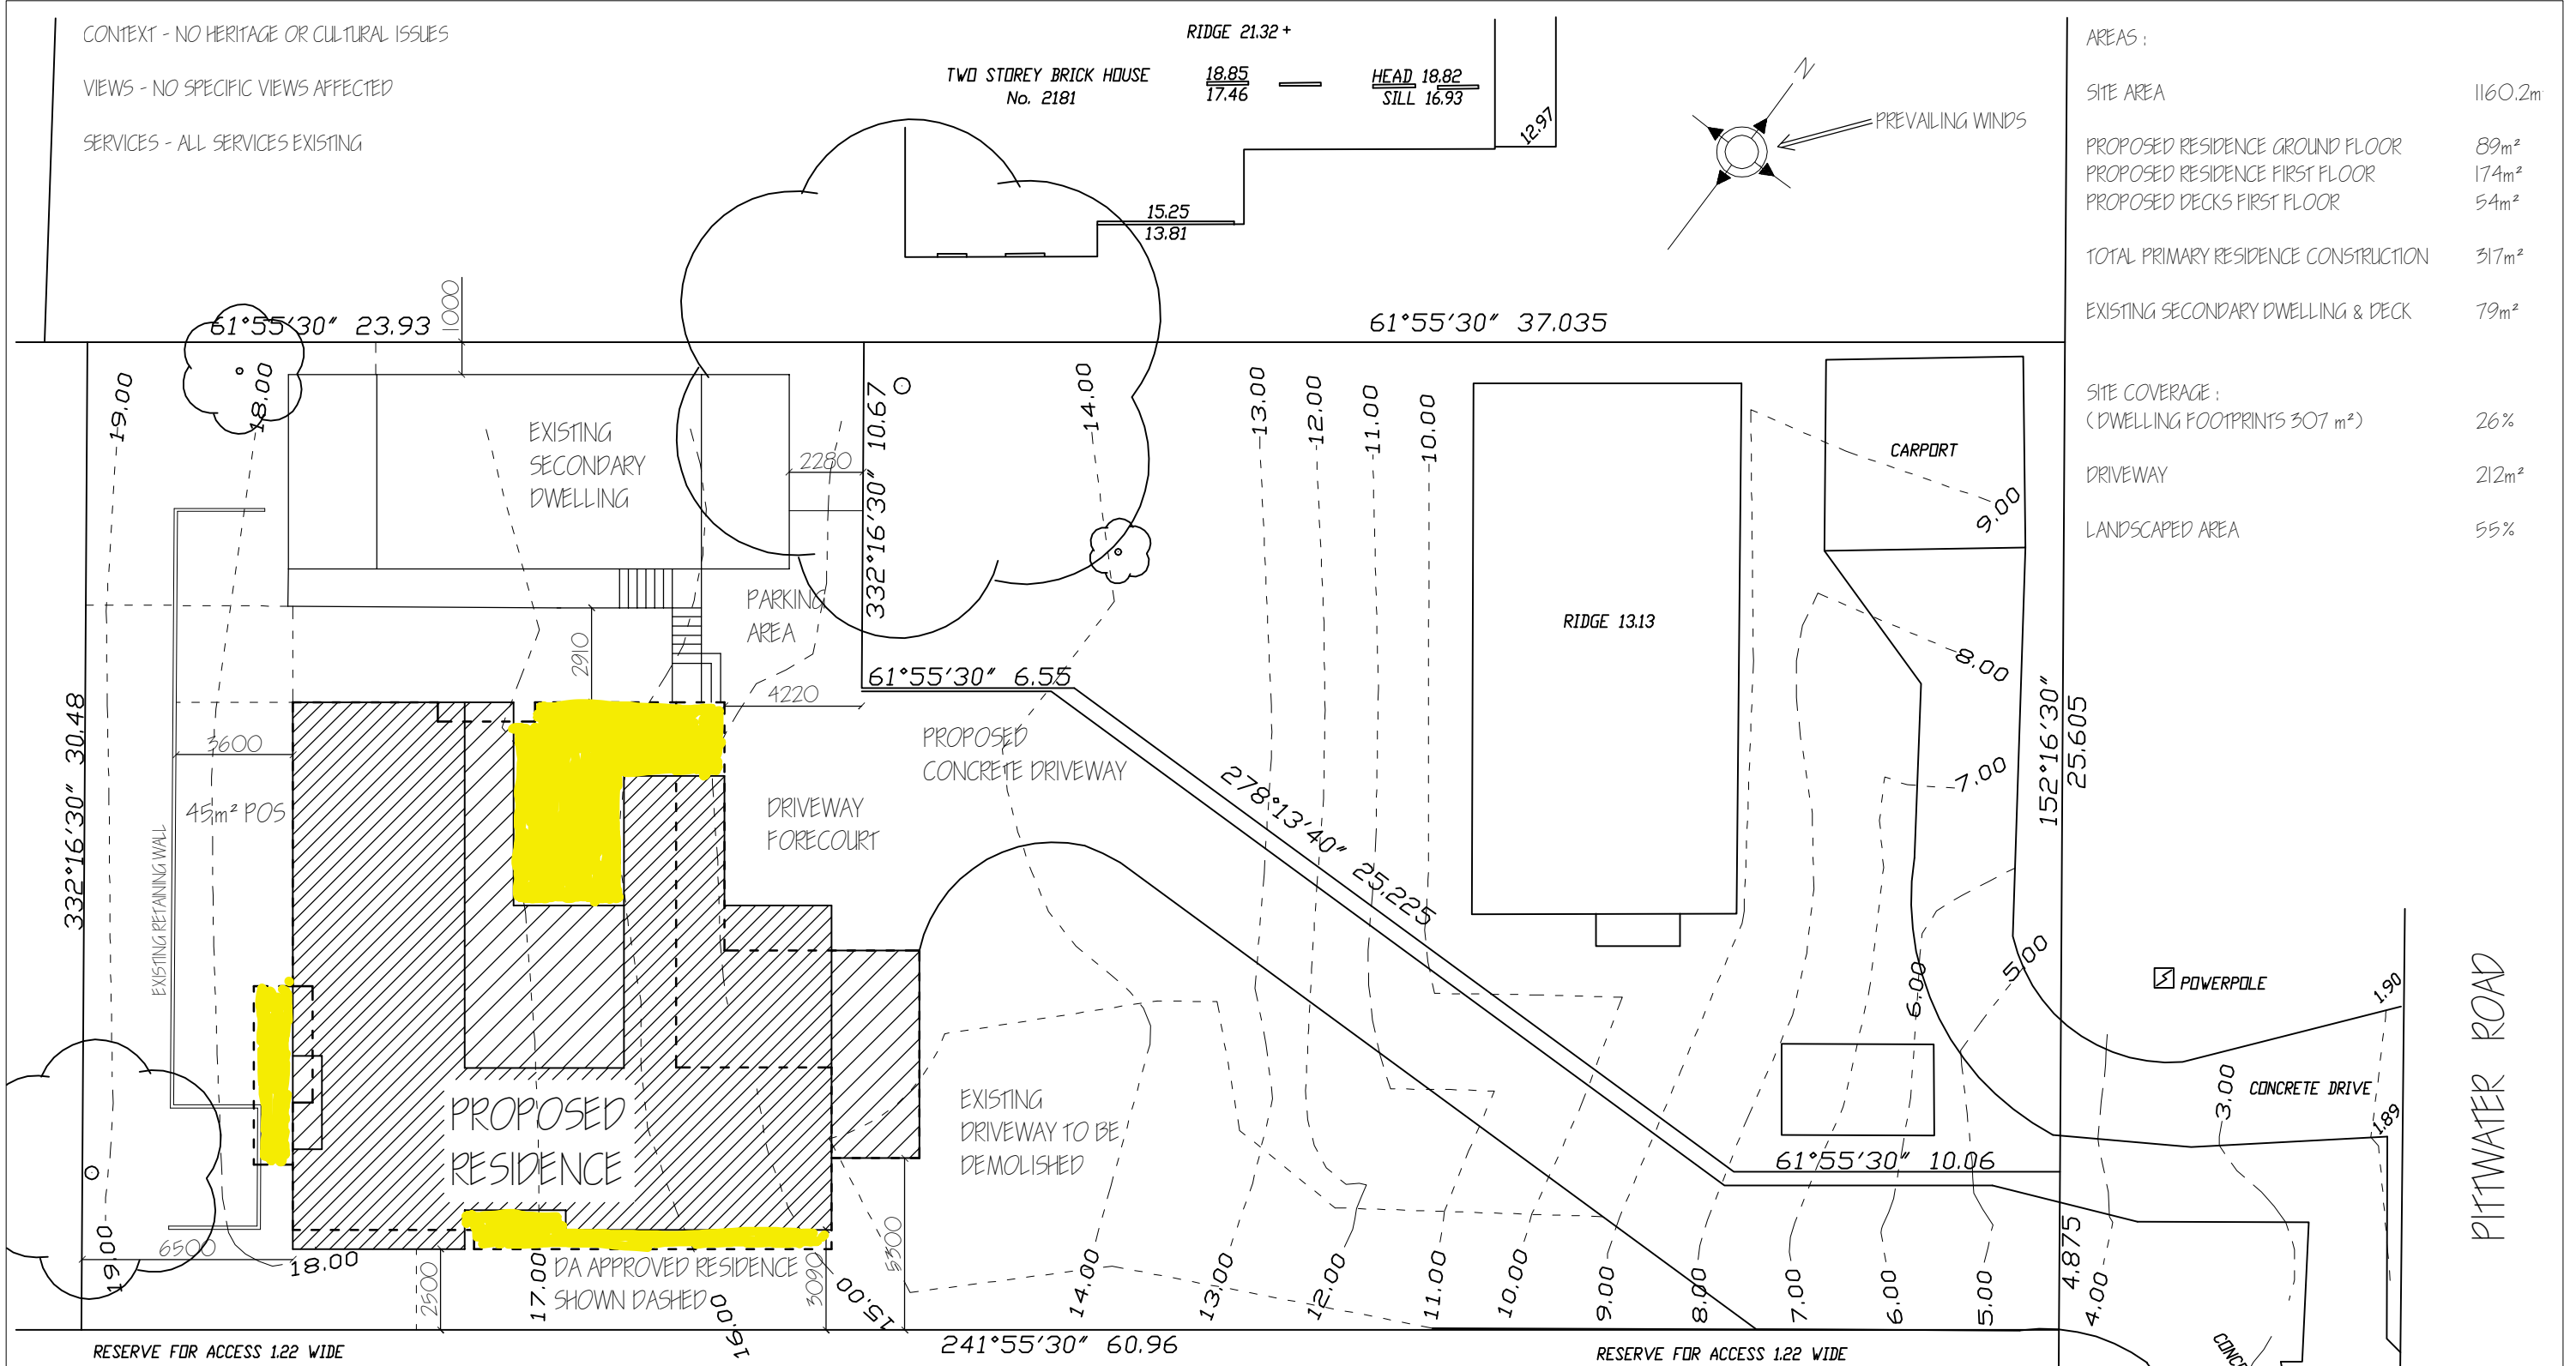 CONTEXT - NO HERITAGE OR CULTURAL ISSUES
VIEWS - NO SPECIFIC VIEWS AFFECTED
SERVICES - ALL SERVICES EXISTING
RIDGE 21.32 +
TWO STOREY BRICK HOUSE
No. 2181
18.85
17.46
HEAD 18.82
SILL 16.93
12.97
15.25
13.81
N
PREVAILING WINDS
AREAS :
SITE AREA 1160.2m
PROPOSED RESIDENCE GROUND FLOOR 89m²
PROPOSED RESIDENCE FIRST FLOOR 174m²
PROPOSED DECKS FIRST FLOOR 54m²
TOTAL PRIMARY RESIDENCE CONSTRUCTION 317m²
EXISTING SECONDARY DWELLING & DECK 79m²
SITE COVERAGE :
( DWELLING FOOTPRINTS 307 m²) 26%
DRIVEWAY 212m²
LANDSCAPED AREA 55%
61°55'30" 23.93
1000
61°55'30" 37.035
19.00
18.00
EXISTING
SECONDARY
DWELLING
2280
332°16'30" 10.67
14.00
13.00
12.00
11.00
10.00
CARPORT
9.00
RIDGE 13.13
PARKING
AREA
2910
61°55'30" 6.55
4220
8.00
7.00
152°16'30"
25.605
332°16'30" 30.48
3600
45m² POS
EXISTING RETAINING WALL
PROPOSED
CONCRETE DRIVEWAY
DRIVEWAY
FORECOURT
278°13'40" 25.225
6.00
5.00
POWERPOLE
1.90
PITTWATER ROAD
PROPOSED
RESIDENCE
EXISTING
DRIVEWAY TO BE
DEMOLISHED
3.00
CONCRETE DRIVE
1.89
61°55'30" 10.06
6500
19.00
18.00
2500
17.00
DA APPROVED RESIDENCE
SHOWN DASHED
16.00
3090
15.00
5300
14.00
13.00
12.00
11.00
10.00
9.00
8.00
7.00
6.00
5.00
4.875
4.00
241°55'30" 60.96
RESERVE FOR ACCESS 1.22 WIDE
RESERVE FOR ACCESS 1.22 WIDE